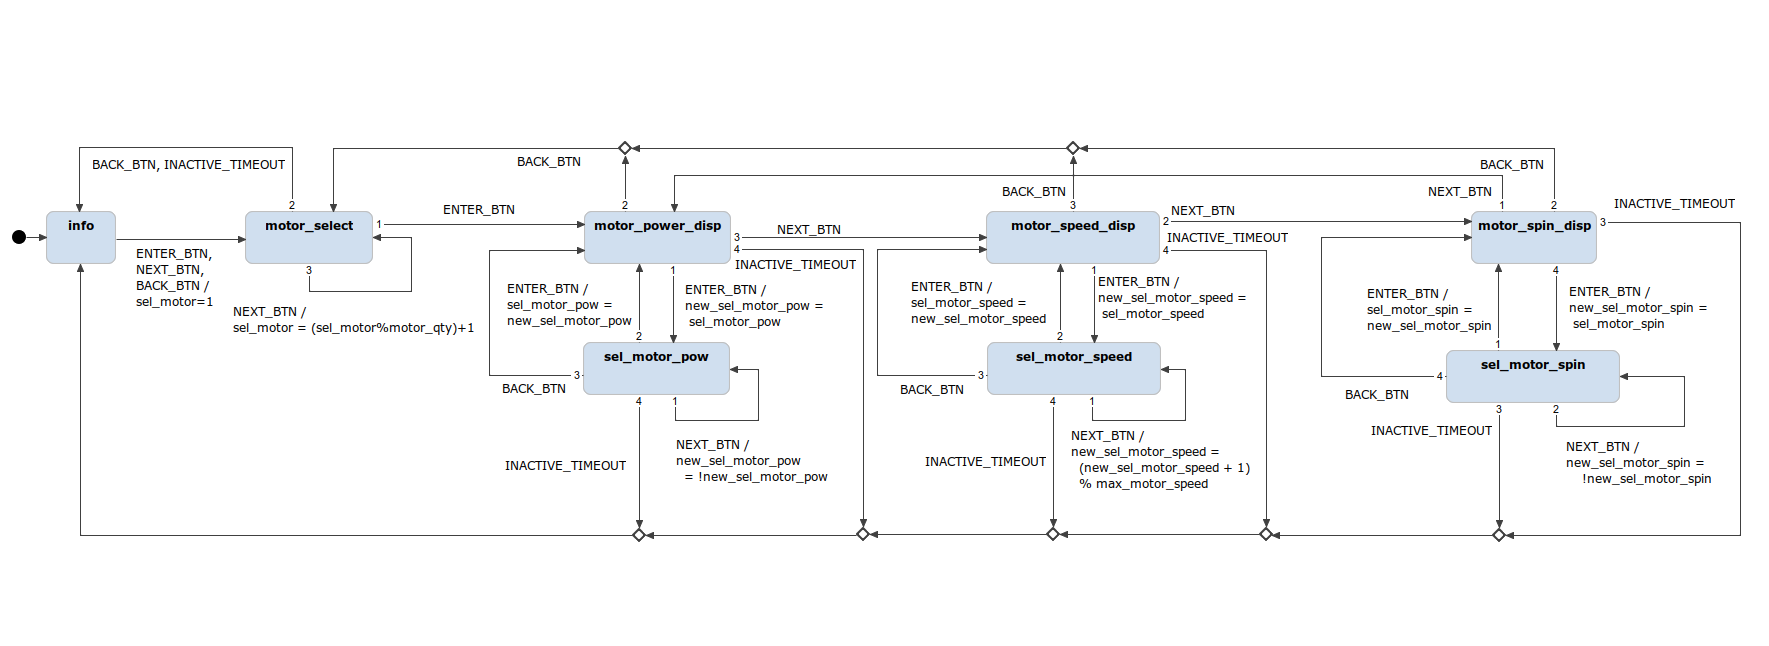 BACK_BTN, INACTIVE_TIMEOUT
2
info
ENTER_BTN,
NEXT_BTN,
BACK_BTN /
sel_motor=1
motor_select
1
3
NEXT_BTN /
sel_motor = (sel_motor%motor_qty)+1
ENTER_BTN
BACK_BTN
2
motor_power_disp
3
4
1
NEXT_BTN
INACTIVE_TIMEOUT
ENTER_BTN /
sel_motor_pow =
new_sel_motor_pow
ENTER_BTN /
new_sel_motor_pow =
sel_motor_pow
2
sel_motor_pow
3
BACK_BTN
4
1
INACTIVE_TIMEOUT
NEXT_BTN /
new_sel_motor_pow
= !new_sel_motor_pow
BACK_BTN
3
motor_speed_disp
2
4
1
NEXT_BTN
INACTIVE_TIMEOUT
ENTER_BTN /
sel_motor_speed =
new_sel_motor_speed
ENTER_BTN /
new_sel_motor_speed =
sel_motor_speed
2
sel_motor_speed
3
BACK_BTN
4
1
INACTIVE_TIMEOUT
NEXT_BTN /
new_sel_motor_speed =
(new_sel_motor_speed + 1)
% max_motor_speed
BACK_BTN
NEXT_BTN
1
2
motor_spin_disp
3
4
INACTIVE_TIMEOUT
ENTER_BTN /
sel_motor_spin =
new_sel_motor_spin
ENTER_BTN /
new_sel_motor_spin =
sel_motor_spin
1
sel_motor_spin
4
BACK_BTN
3
2
INACTIVE_TIMEOUT
NEXT_BTN /
new_sel_motor_spin =
!new_sel_motor_spin